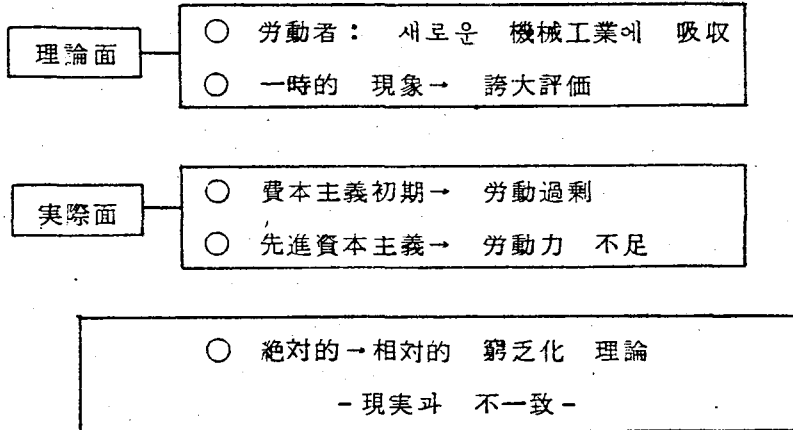 理論面
○ 労動者： 새로운 機械工業에 吸収
○ 一時的 現象→ 誇大評価
実際面
○ 費本主義初期→ 労動過剰
○ 先進資本主義→ 労動力 不足
○ 絶対的→相対的 窮乏化 理論
-現実과 不一致-